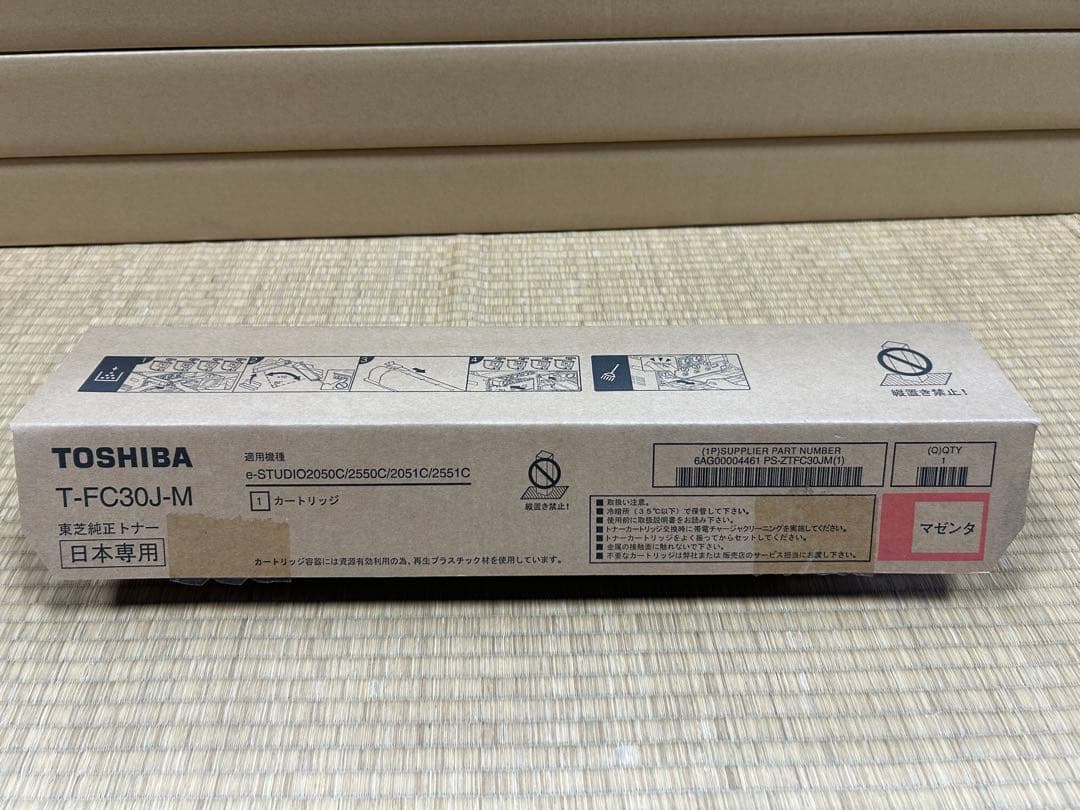 1
2
3
4
縦置き禁止!
TOSHIBA
T-FC30J-M
東芝純正トナー
日本専用
適用機種
e-STUDIO2050C/2550C/2051C/2551C
1 カートリッジ
カートリッジ容器には資源有効利用の為、再生プラスチック材を使用しています。
縦置き禁止!
(1P)SUPPLIER PART NUMBER
6AG00004461 PS-ZTFC30JM(1)
(Q)QTY
1
■取扱い注意。
■冷暗所(35℃以下)で保管して下さい。
■使用前に取扱説明書をお読み下さい。
■トナーカートリッジ交換時に帯電チャージャクリーニングを実施してください。
■トナーカートリッジをよく振ってからセットしてください。
■金属の接触面に触れないで下さい。
■不要なカートリッジは弊社または販売店のサービス担当にお渡し下さい。
マゼンタ